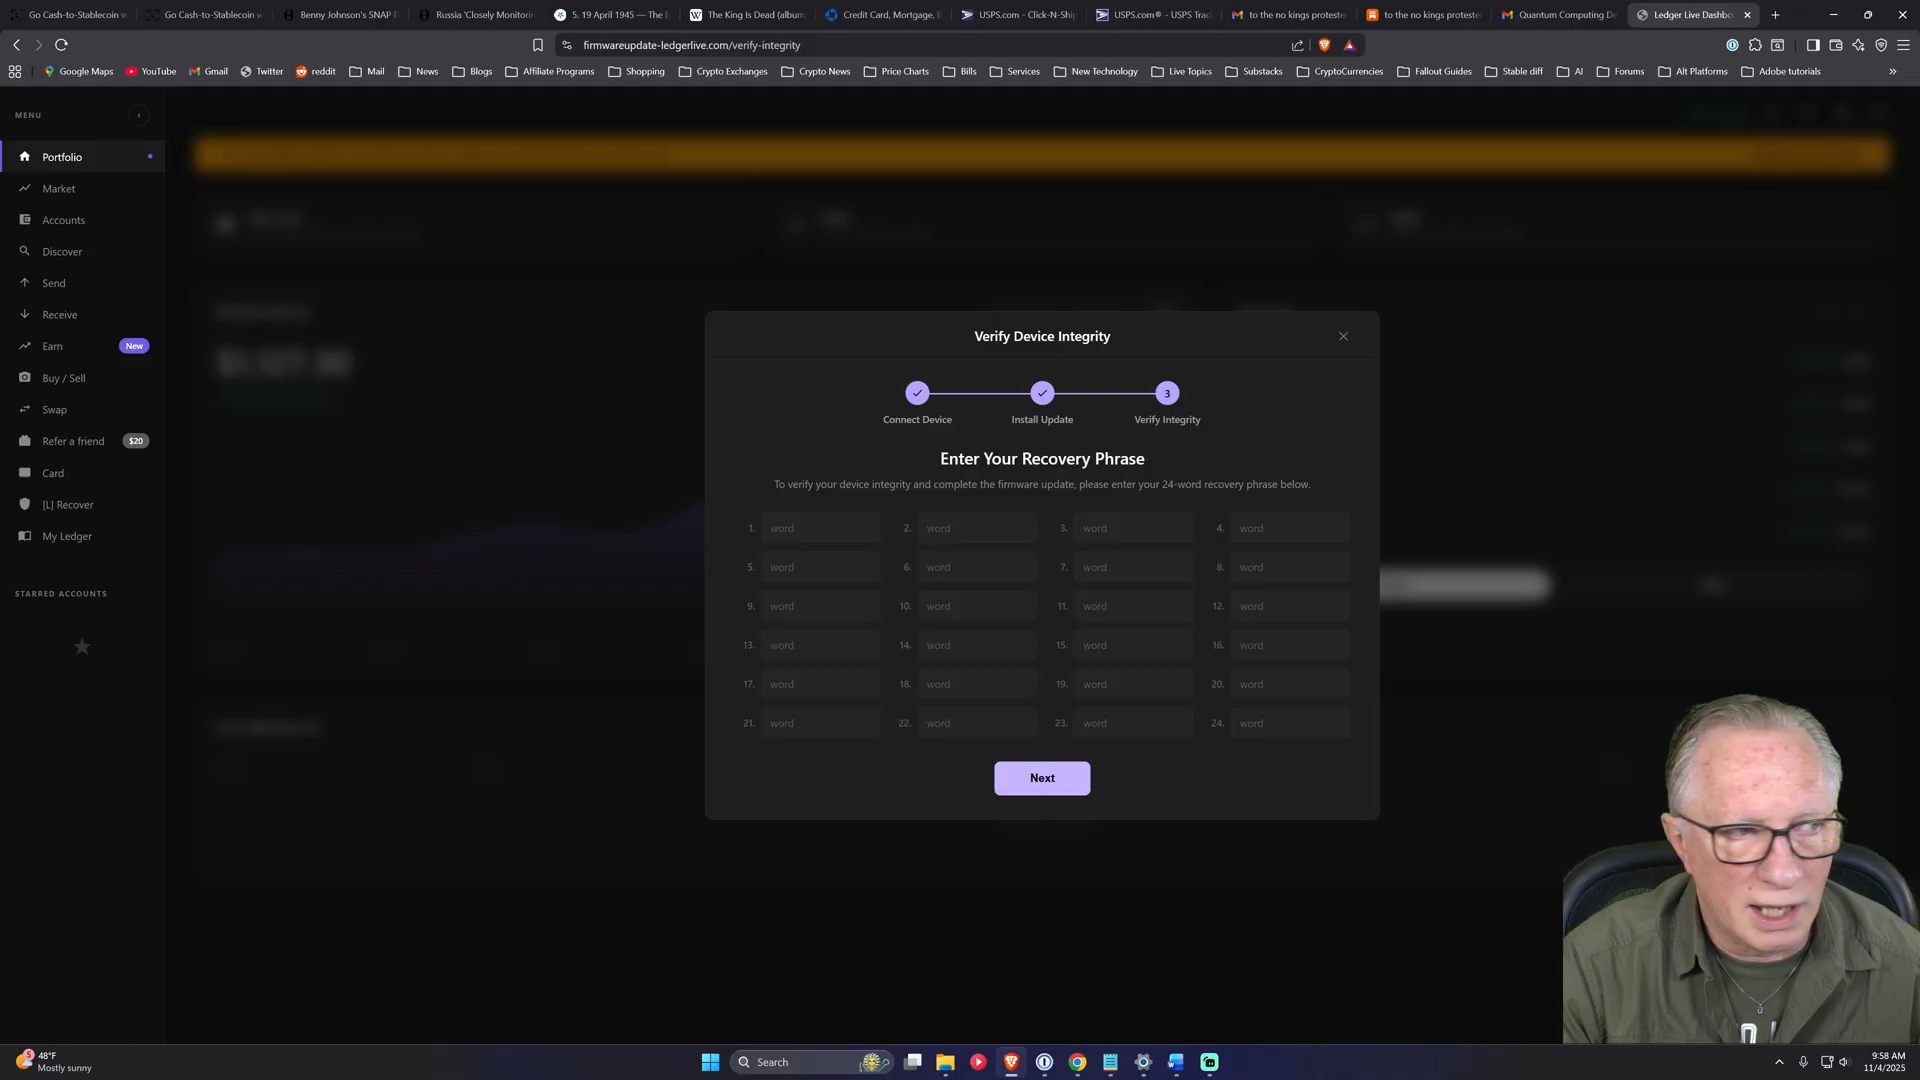 Go Cash-to-Stablecoin w
Go Cash-to-Stablecoin w
Benny Johnson's SNAP F
Russia 'Closely Monitorin
5. 19 April 1945 — The E
The King Is Dead (album
Credit Card, Mortgage, B
USPS.com - Click-N-Ship
USPS.com® - USPS Trac
to the no kings protester
to the no kings protester
Quantum Computing De
Ledger Live Dashbo
firmwareupdate-ledgerlive.com/verify-integrity
Google Maps
YouTube
Gmail
Twitter
reddit
Mail
News
Blogs
Affiliate Programs
Shopping
Crypto Exchanges
Crypto News
Price Charts
Bills
Services
New Technology
Live Topics
Substacks
CryptoCurrencies
Fallout Guides
Stable diff
AI
Forums
Alt Platforms
Adobe tutorials
MENU
Portfolio
Market
Accounts
Discover
Send
Receive
Earn New
Buy / Sell
Swap
Refer a friend $20
Card
[L] Recover
My Ledger
STARRED ACCOUNTS
Verify Device Integrity
3
Connect Device Install Update Verify Integrity
Enter Your Recovery Phrase
To verify your device integrity and complete the firmware update, please enter your 24-word recovery phrase below.
1. word 2. word 3. word 4. word
5. word 6. word 7. word 8. word
9. word 10. word 11. word 12. word
13. word 14. word 15. word 16. word
17. word 18. word 19. word 20. word
21. word 22. word 23. word 24. word
Next
5
48°F
Mostly sunny
Search
9:58 AM
11/4/2025